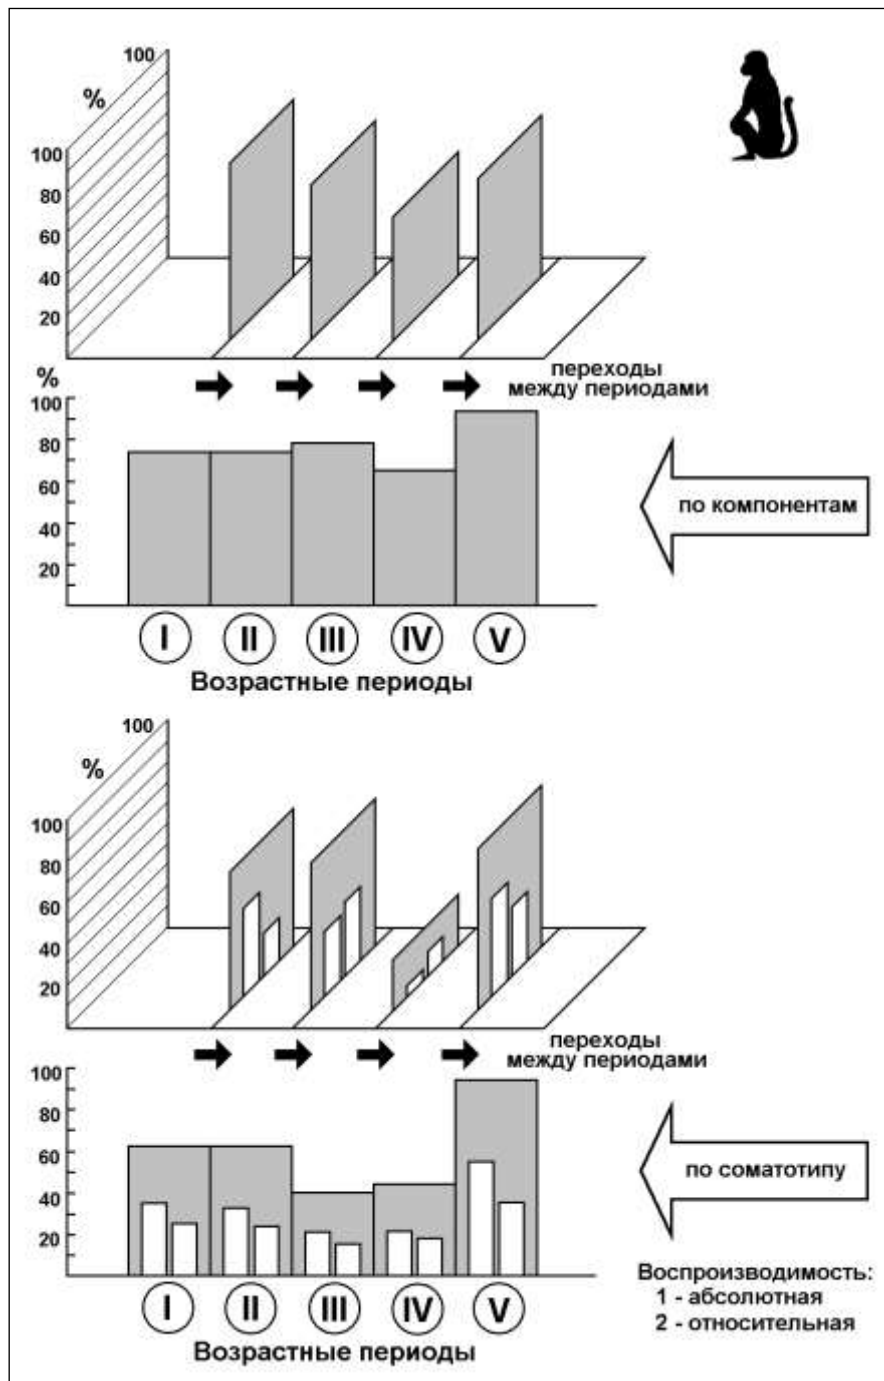 100
%
100
80
60
40
20
переходы
между периодами
%
100
80
60
40
20
по компонентам
I II III IV V
Возрастные периоды
100
%
100
80
60
40
20
переходы
между периодами
100
80
60
40
20
по соматотипу
I II III IV V
Возрастные периоды
Воспроизводимость:
1 - абсолютная
2 - относительная